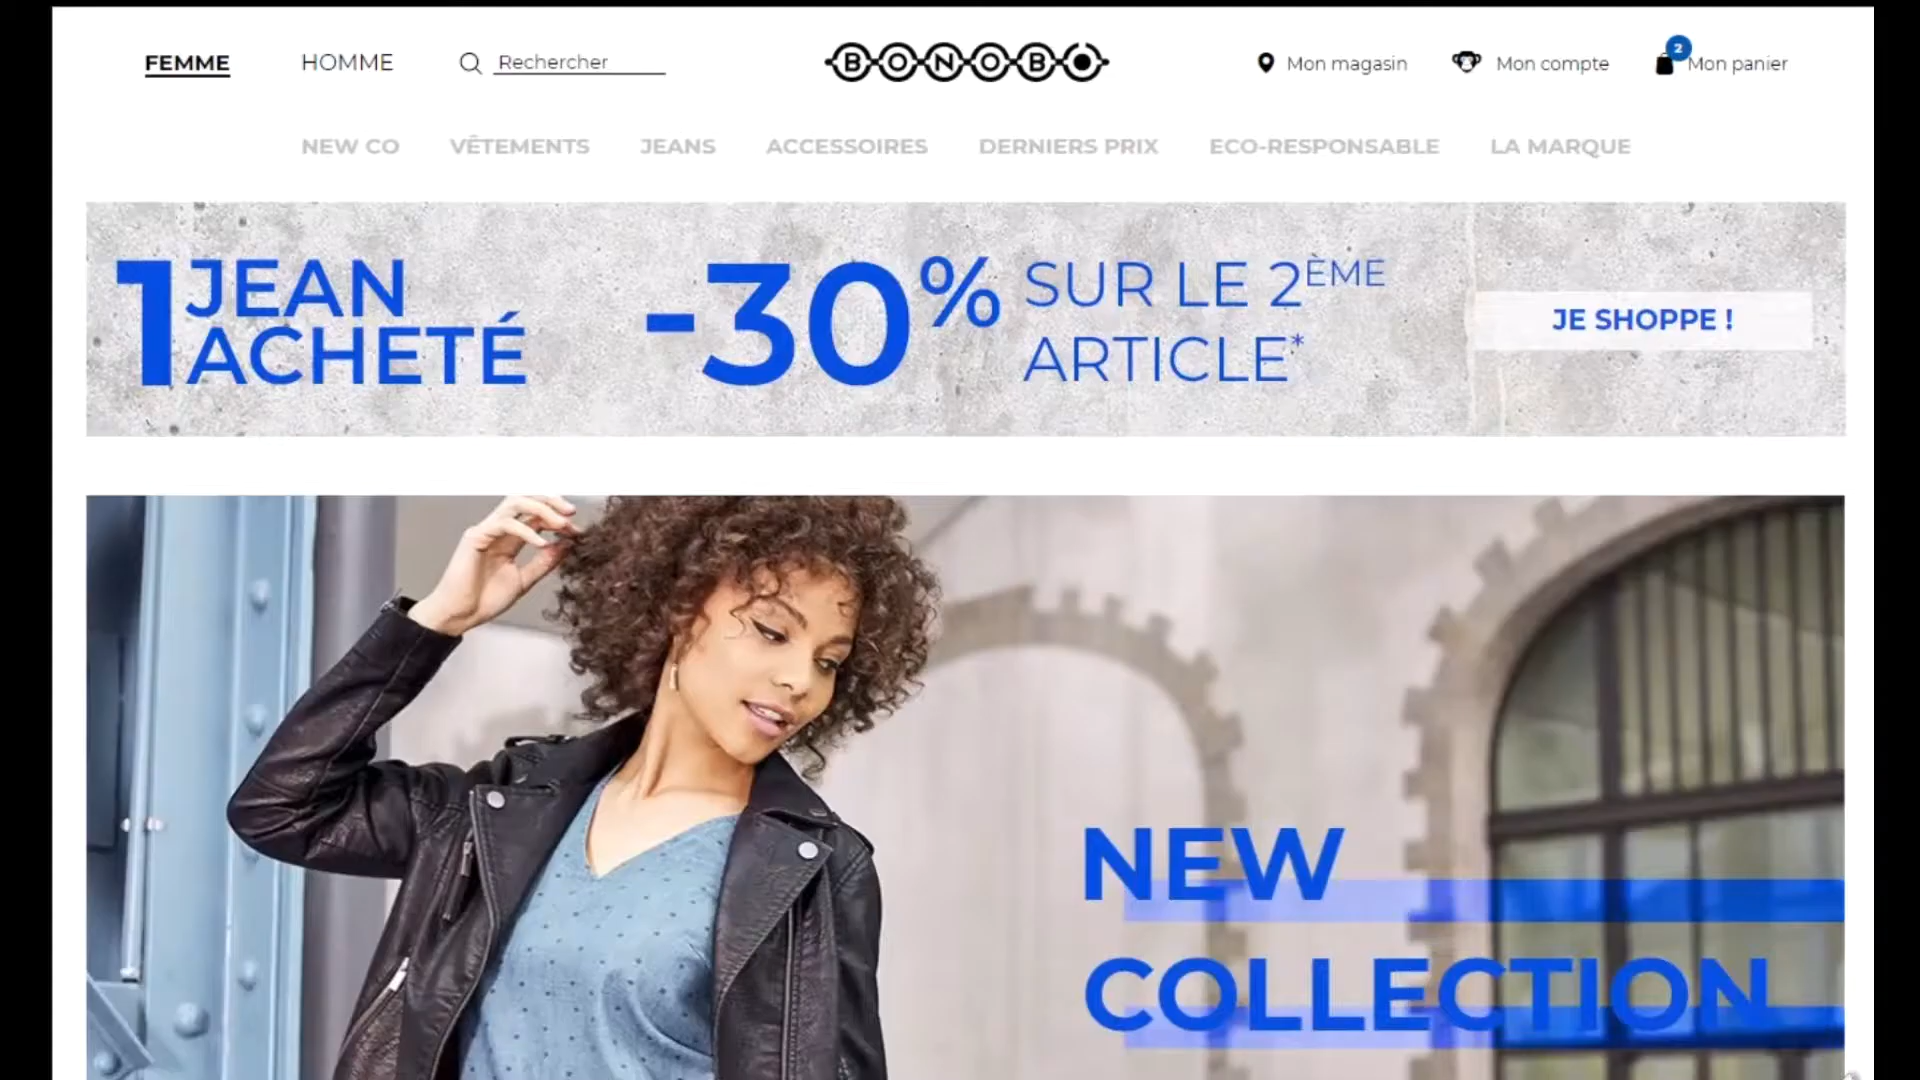 FEMME
HOMME
Rechercher
BONOBO
Mon magasin
Mon compte
2
Mon panier
NEW CO
VÊTEMENTS
JEANS
ACCESSOIRES
DERNIERS PRIX
ECO-RESPONSABLE
LA MARQUE
1 JEAN
ACHETÉ
-30%
SUR LE 2ÈME
ARTICLE*
JE SHOPPE !
NEW
COLLECTION